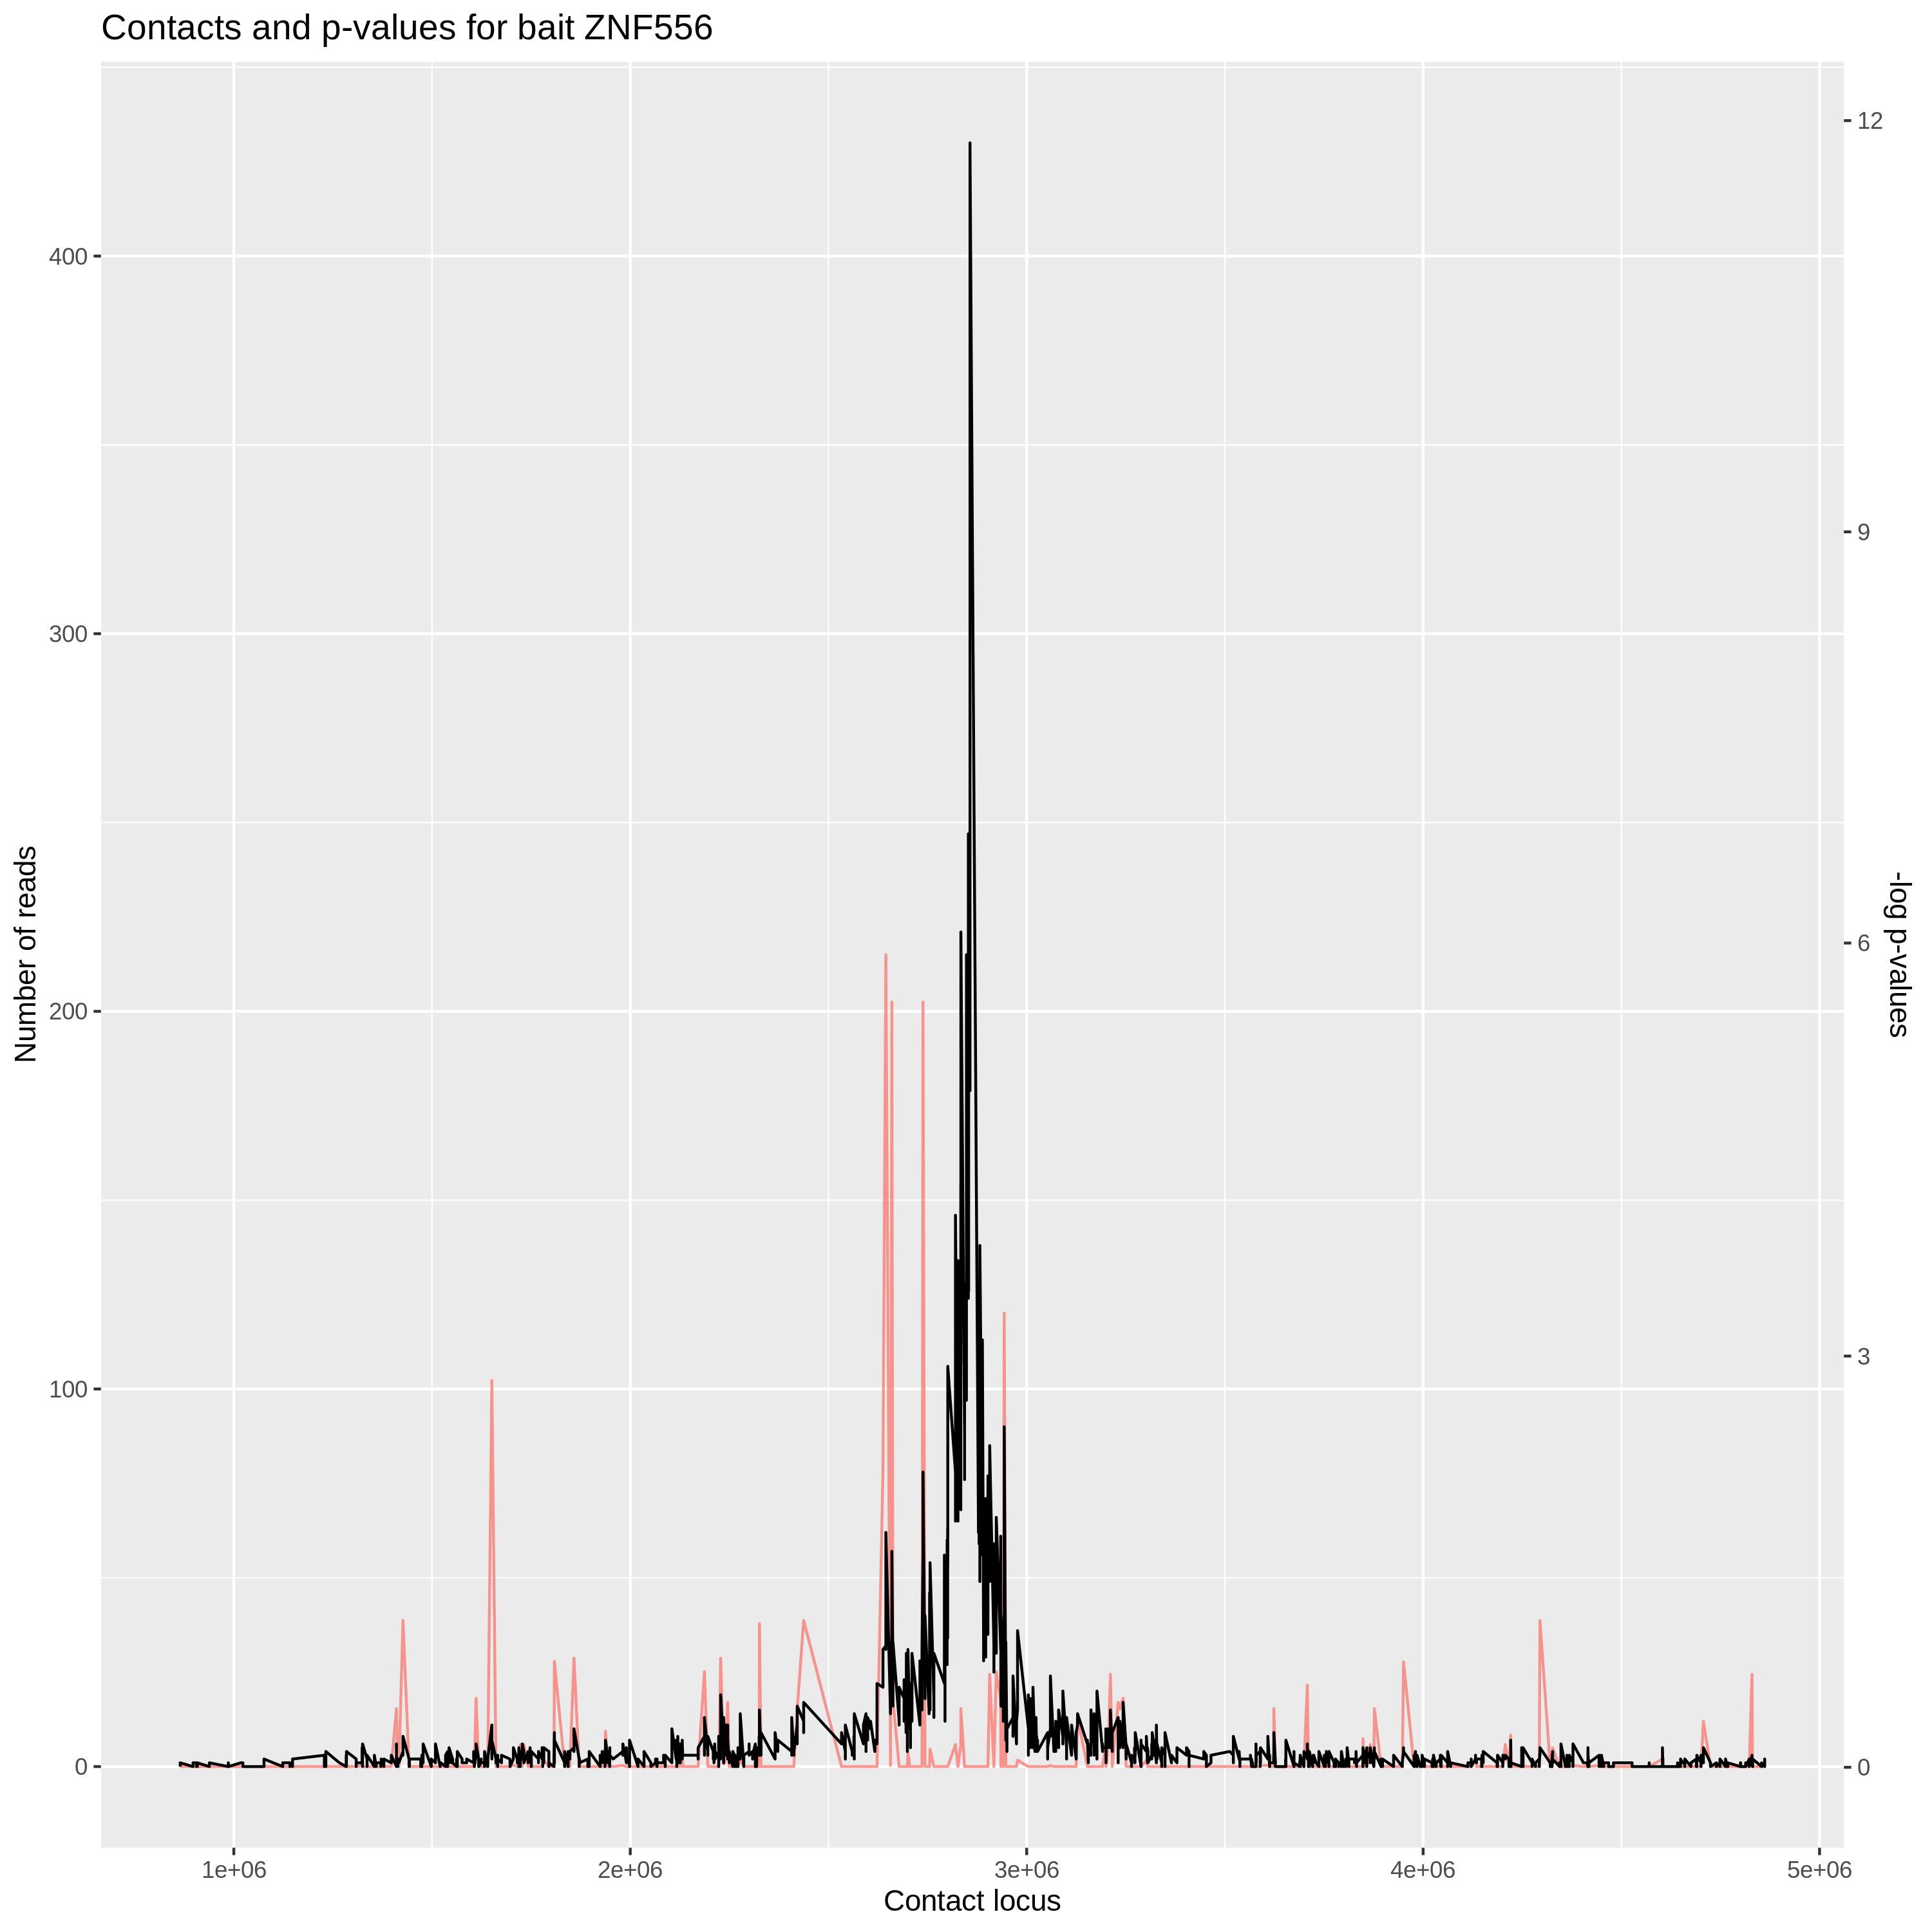 Contacts and p-values for bait ZNF556
400
300
200
100
0
12
9
6
3
0
Number of reads
-log p-values
1e+06
2e+06
3e+06
4e+06
5e+06
Contact locus